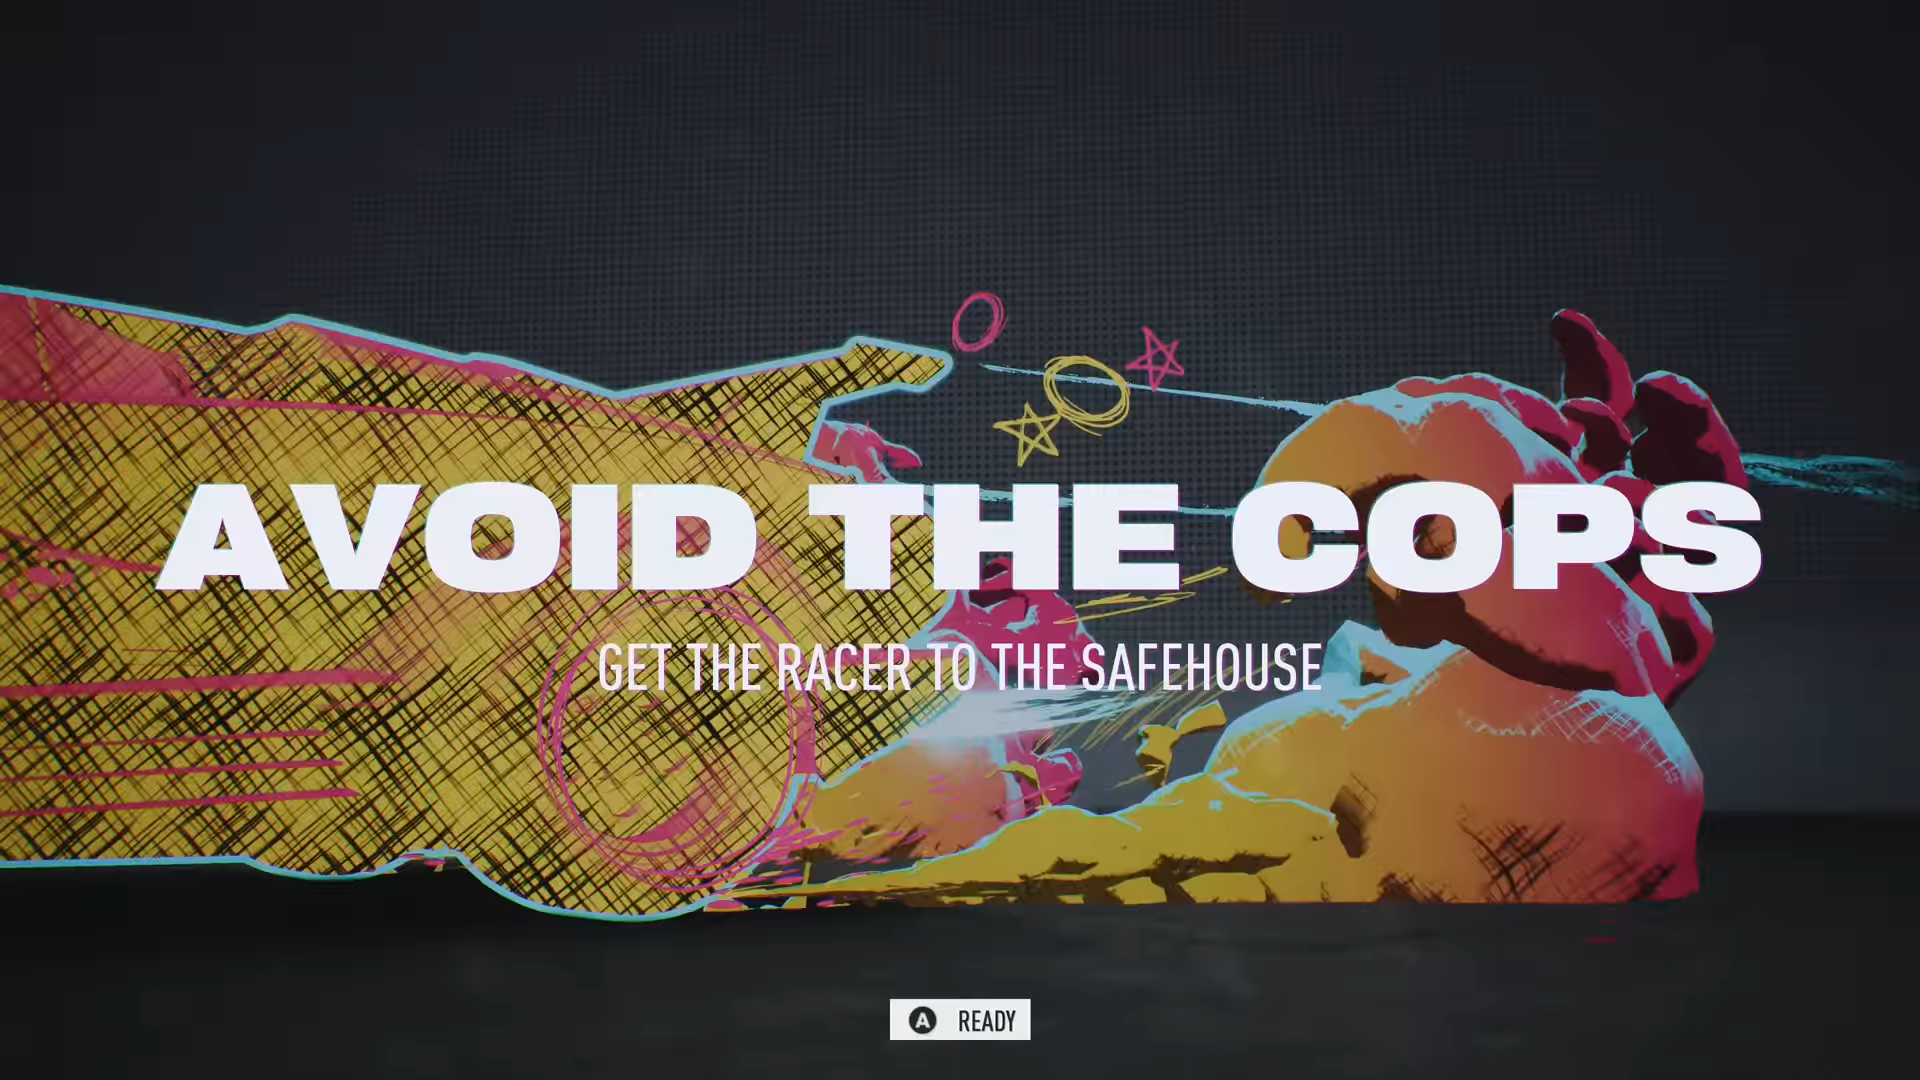 AVOID THE COPS
GET THE RACER TO THE SAFEHOUSE
A READY